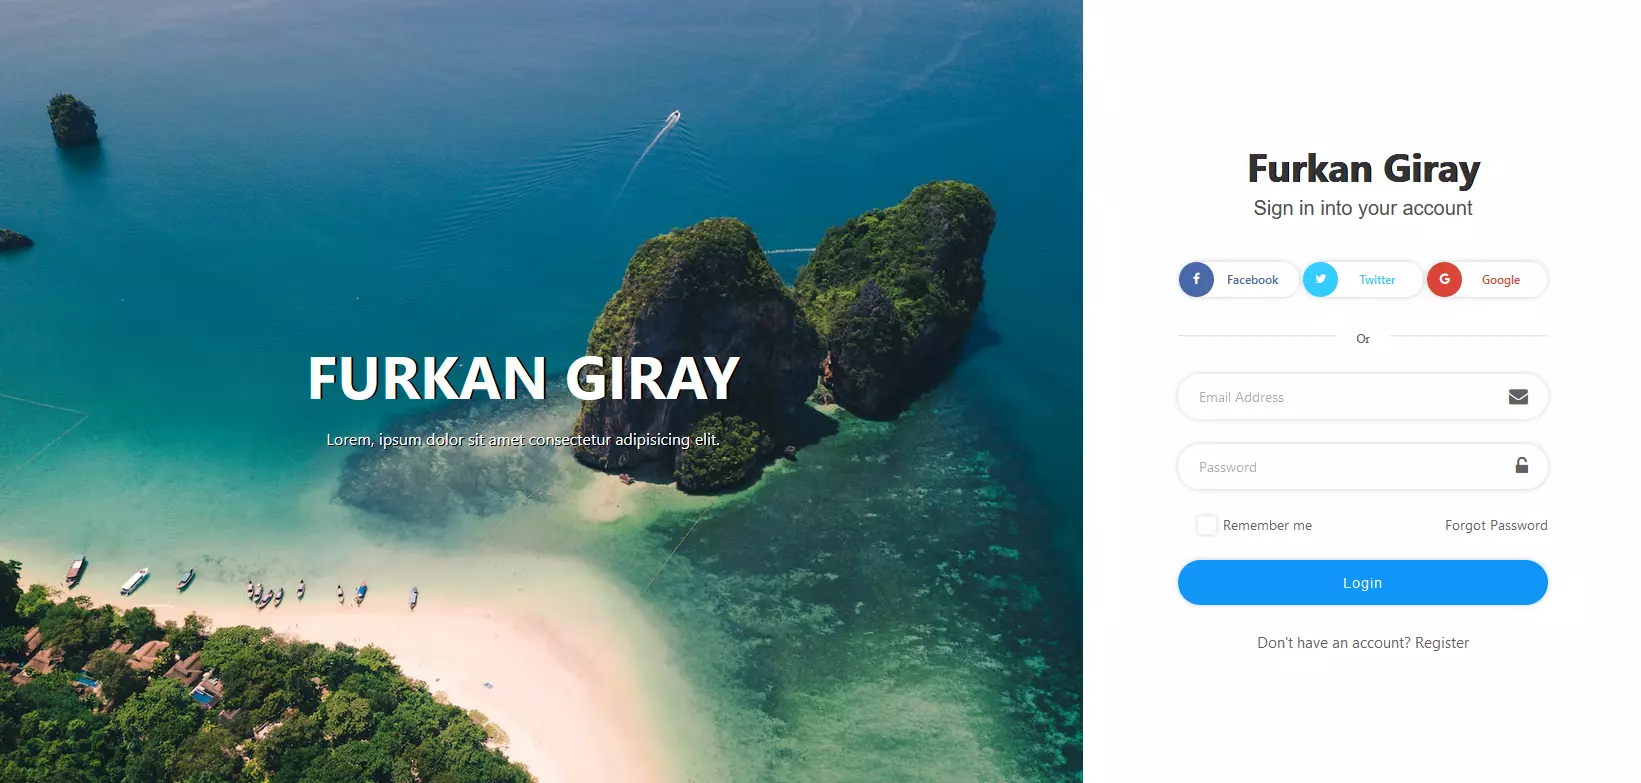 FURKAN GIRAY
Lorem, ipsum dolor sit amet consectetur adipisicing elit.
Furkan Giray
Sign in into your account
Facebook
Twitter
Google
Or
Email Address
Password
Remember me
Forgot Password
Login
Don't have an account? Register